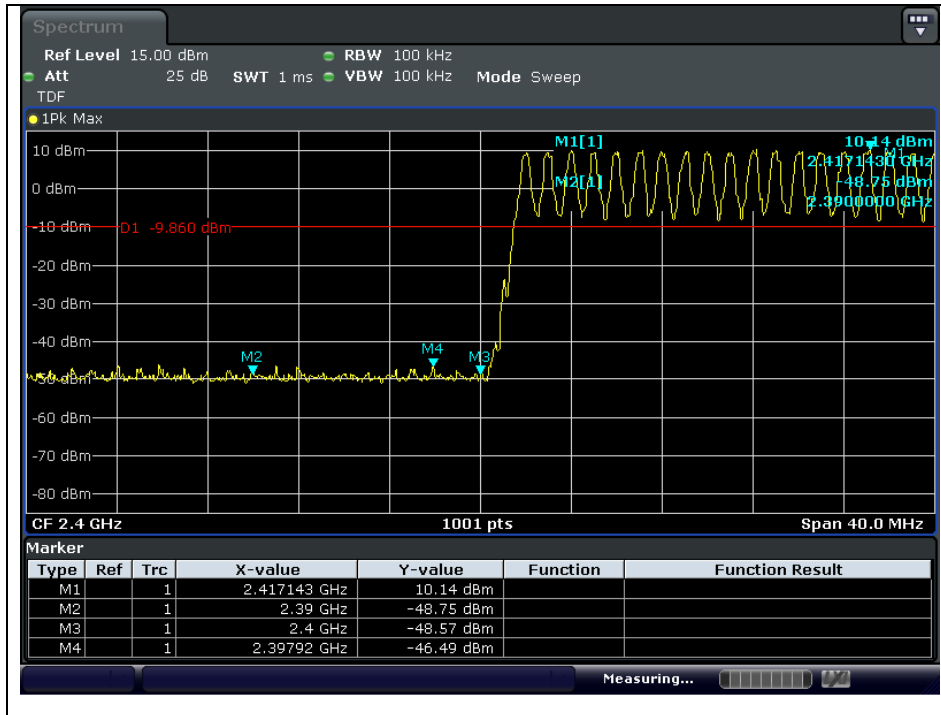 Spectrum
Ref Level 15.00 dBm RBW 100 kHz
Att 25 dB SWT 1 ms VBW 100 kHz Mode Sweep
TDF
1Pk Max
M1[1] 10.14 dBm
2.4171430 GHz
M2[1] -48.75 dBm
2.3900000 GHz
10 dBm
0 dBm
-10 dBm D1 -9.860 dBm
-20 dBm
-30 dBm
-40 dBm
M2 M4 M3
-50 dBm
-60 dBm
-70 dBm
-80 dBm
CF 2.4 GHz 1001 pts Span 40.0 MHz
Marker
Type Ref Trc X-value Y-value Function Function Result
M1 1 2.417143 GHz 10.14 dBm
M2 1 2.39 GHz -48.75 dBm
M3 1 2.4 GHz -48.57 dBm
M4 1 2.39792 GHz -46.49 dBm
Measuring...